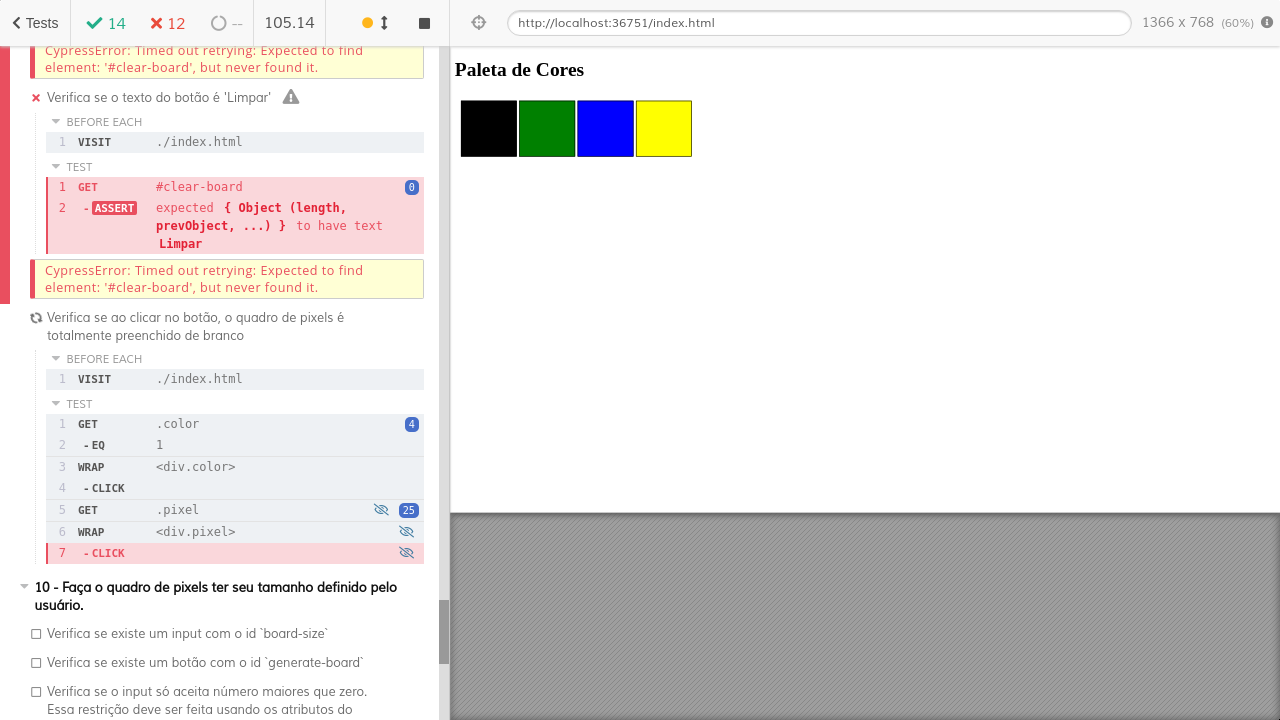 Tests 14 12 -- 105.14 http://localhost:36751/index.html 1366 x 768 (60%)
CypressError: Timed out retrying: Expected to find
element: '#clear-board', but never found it.
Verifica se o texto do botão é 'Limpar'
BEFORE EACH
1 VISIT ./index.html
TEST
1 GET #clear-board 0
2 - ASSERT expected { Object (length,
prevObject, ...) } to have text
Limpar
CypressError: Timed out retrying: Expected to find
element: '#clear-board', but never found it.
Verifica se ao clicar no botão, o quadro de pixels é
totalmente preenchido de branco
BEFORE EACH
1 VISIT ./index.html
TEST
1 GET .color 4
2 - EQ 1
3 WRAP <div.color>
4 - CLICK
5 GET .pixel 25
6 WRAP <div.pixel>
7 - CLICK
10 - Faça o quadro de pixels ter seu tamanho definido pelo
usuário.
Verifica se existe um input com o id `board-size`
Verifica se existe um botão com o id `generate-board`
Verifica se o input só aceita número maiores que zero.
Essa restrição deve ser feita usando os atributos do
Paleta de Cores